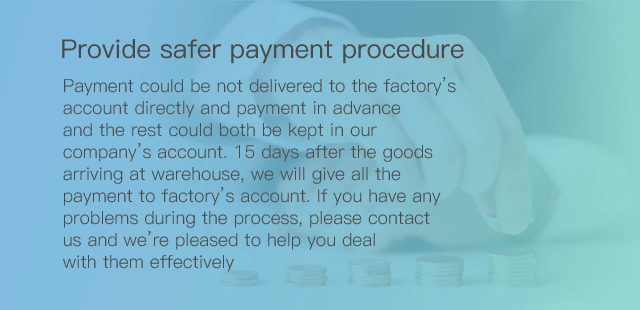 Provide safer payment procedure
Payment could be not delivered to the factory's
account directly and payment in advance
and the rest could both be kept in our
company's account. 15 days after the goods
arriving at warehouse, we will give all the
payment to factory's account. If you have any
problems during the process, please contact
us and we're pleased to help you deal
with them effectively